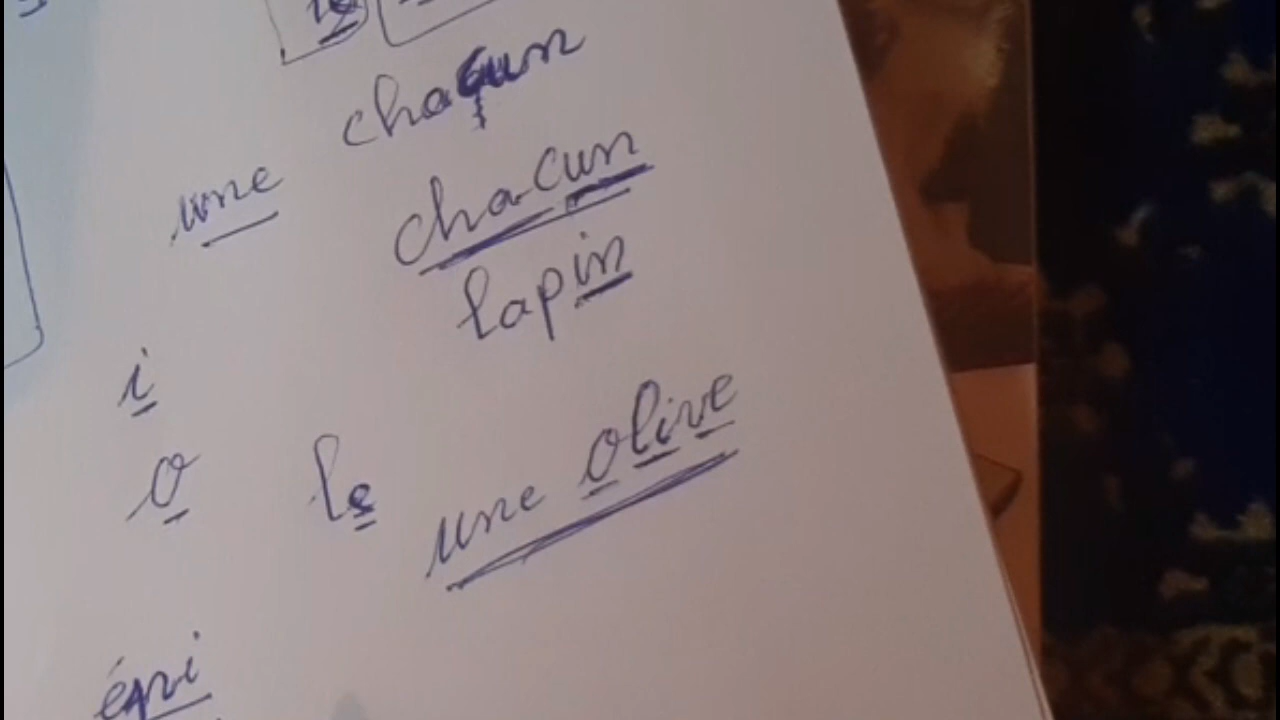 chacun
une chacun
lapin
i
o le une olive
épi